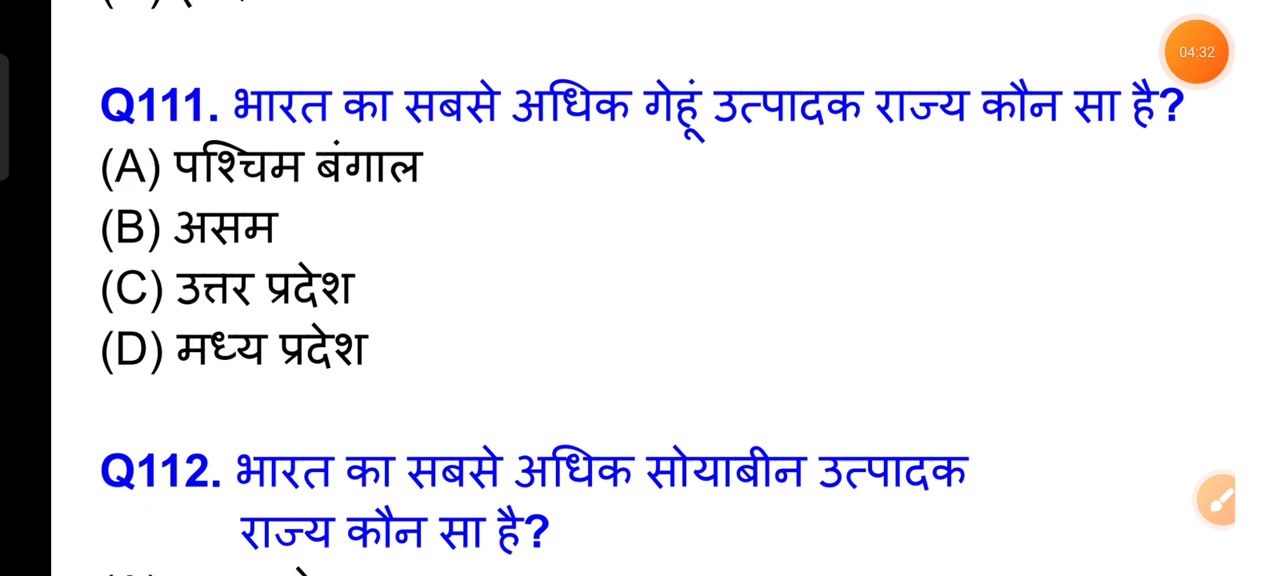 04:32
Q111. भारत का सबसे अधिक गेहूं उत्पादक राज्य कौन सा है?
(A) पश्चिम बंगाल
(B) असम
(C) उत्तर प्रदेश
(D) मध्य प्रदेश
Q112. भारत का सबसे अधिक सोयाबीन उत्पादक
राज्य कौन सा है?